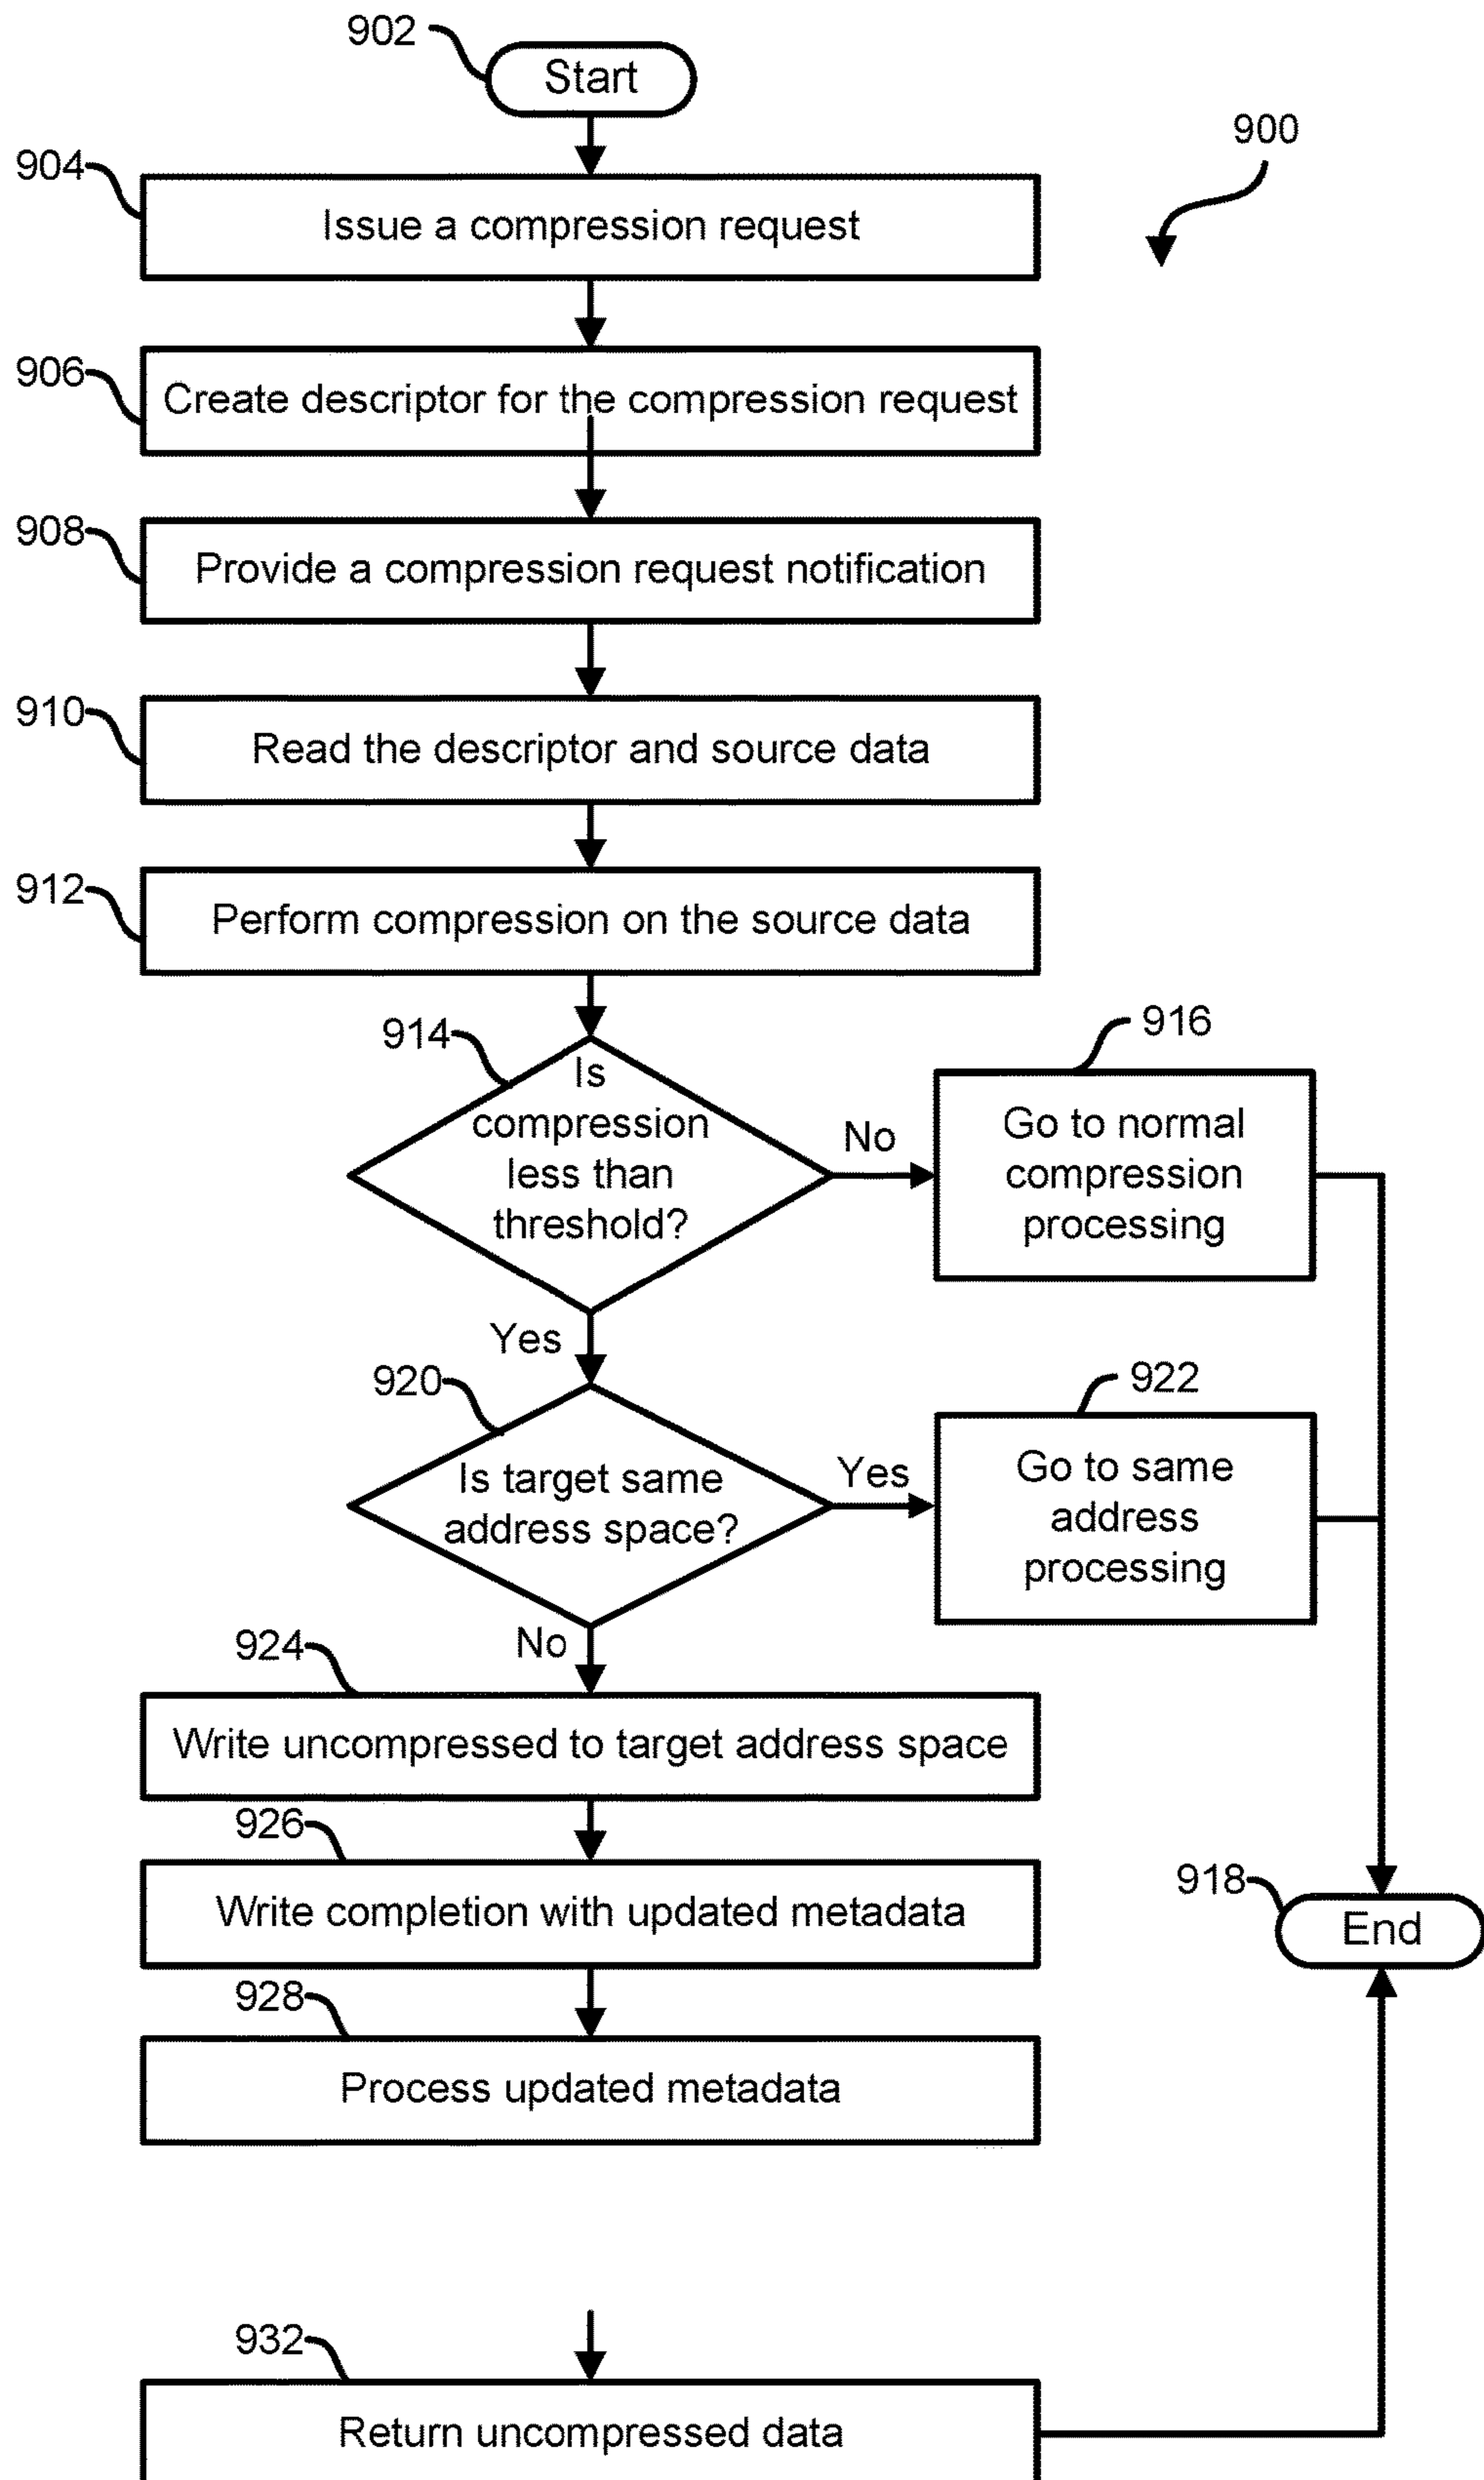 902
Start
900
904
Issue a compression request
906
Create descriptor for the compression request
908
Provide a compression request notification
910
Read the descriptor and source data
912
Perform compression on the source data
914
Is
compression
less than
threshold?
No
916
Go to normal
compression
processing
Yes
920
Is target same
address space?
Yes
922
Go to same
address
processing
No
924
Write uncompressed to target address space
926
Write completion with updated metadata
918
End
928
Process updated metadata
932
Return uncompressed data